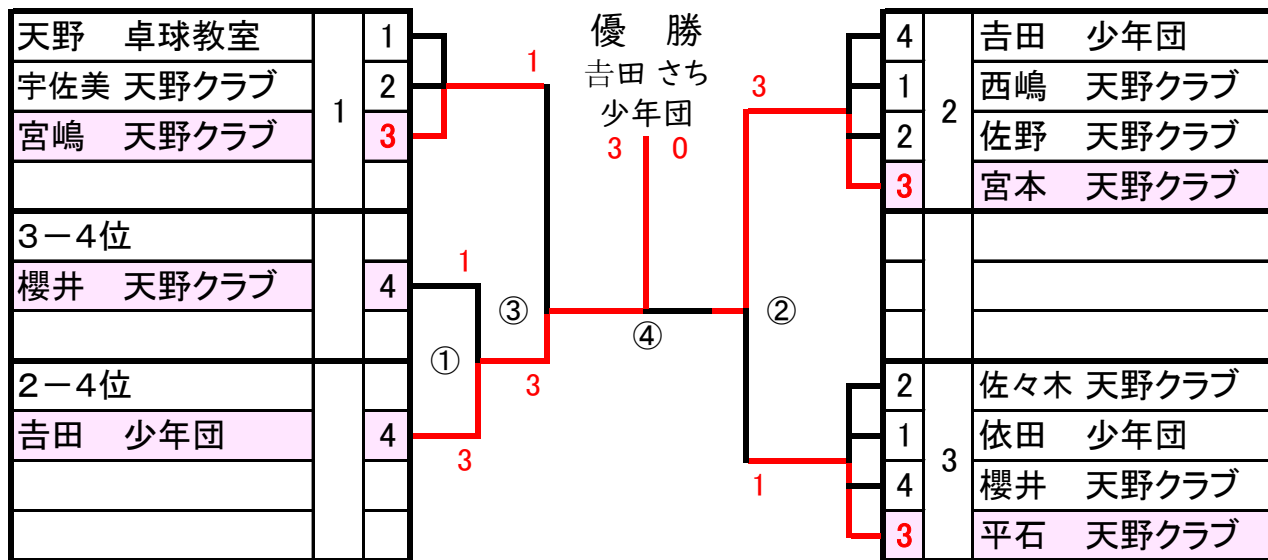 天野 卓球教室 1
宇佐美 天野クラブ 2
宮嶋 天野クラブ 3
1
3－4位
櫻井 天野クラブ 4
2－4位
𠮷田 少年団 4
優 勝
𠮷田 さち
少年団
3 0
1
1
③
①
3
3
④
3
②
1
4 𠮷田 少年団
1 西嶋 天野クラブ
2 佐野 天野クラブ
3 宮本 天野クラブ
2
2 佐々木 天野クラブ
1 依田 少年団
4 櫻井 天野クラブ
3 平石 天野クラブ
3